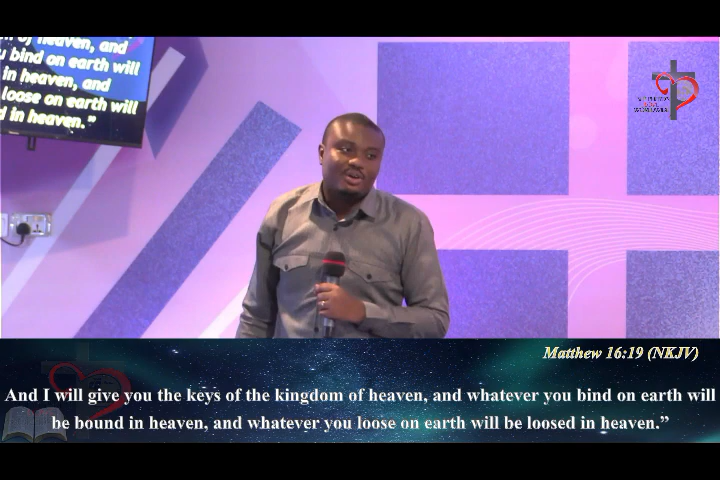 of heaven, and
bind on earth will
in heaven, and
loose on earth will
in heaven."
Matthew 16:19 (NKJV)
And I will give you the keys of the kingdom of heaven, and whatever you bind on earth will
be bound in heaven, and whatever you loose on earth will be loosed in heaven."